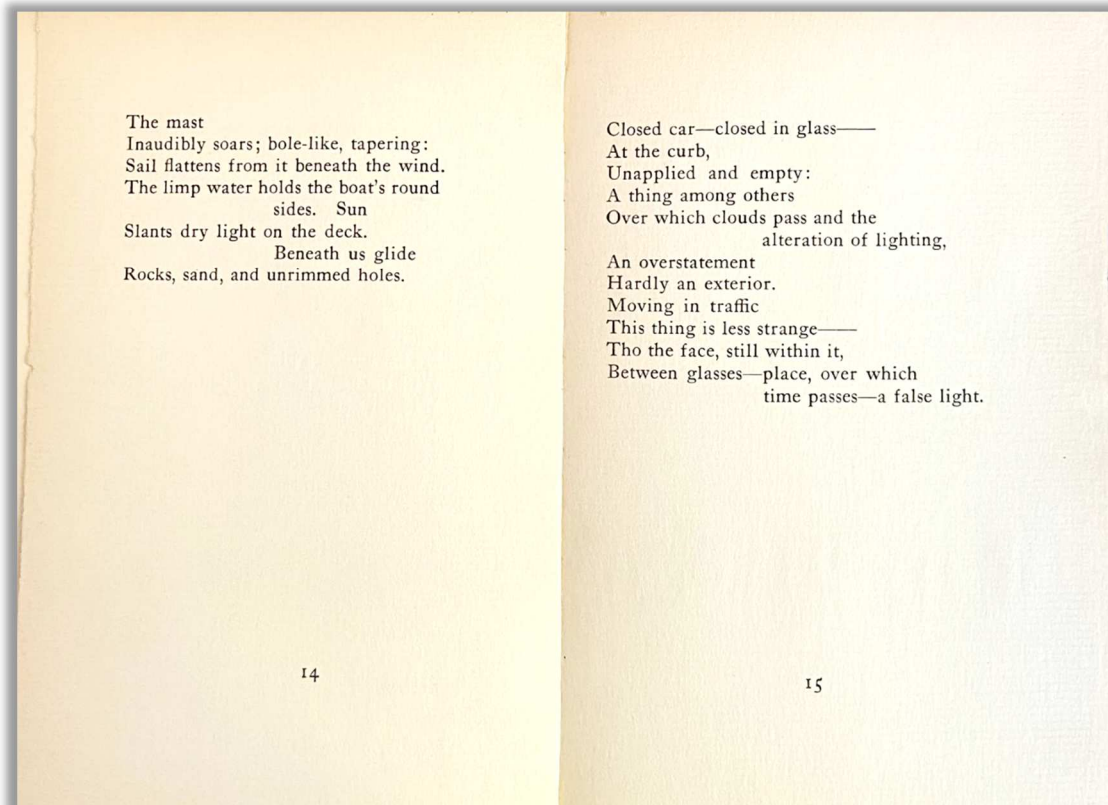 The mast
Inaudibly soars; bole-like, tapering:
Sail flattens from it beneath the wind.
The limp water holds the boat's round
sides. Sun
Slants dry light on the deck.
Beneath us glide
Rocks, sand, and unrimmed holes.
14
Closed car—closed in glass——
At the curb,
Unapplied and empty:
A thing among others
Over which clouds pass and the
alteration of lighting,
An overstatement
Hardly an exterior.
Moving in traffic
This thing is less strange——
Tho the face, still within it,
Between glasses—place, over which
time passes—a false light.
15